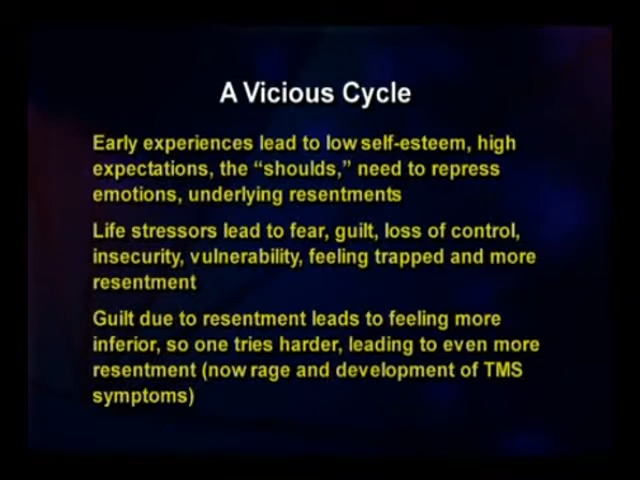 A Vicious Cycle
Early experiences lead to low self-esteem, high
expectations, the “shoulds,” need to repress
emotions, underlying resentments
Life stressors lead to fear, guilt, loss of control,
insecurity, vulnerability, feeling trapped and more
resentment
Guilt due to resentment leads to feeling more
inferior, so one tries harder, leading to even more
resentment (now rage and development of TMS
symptoms)